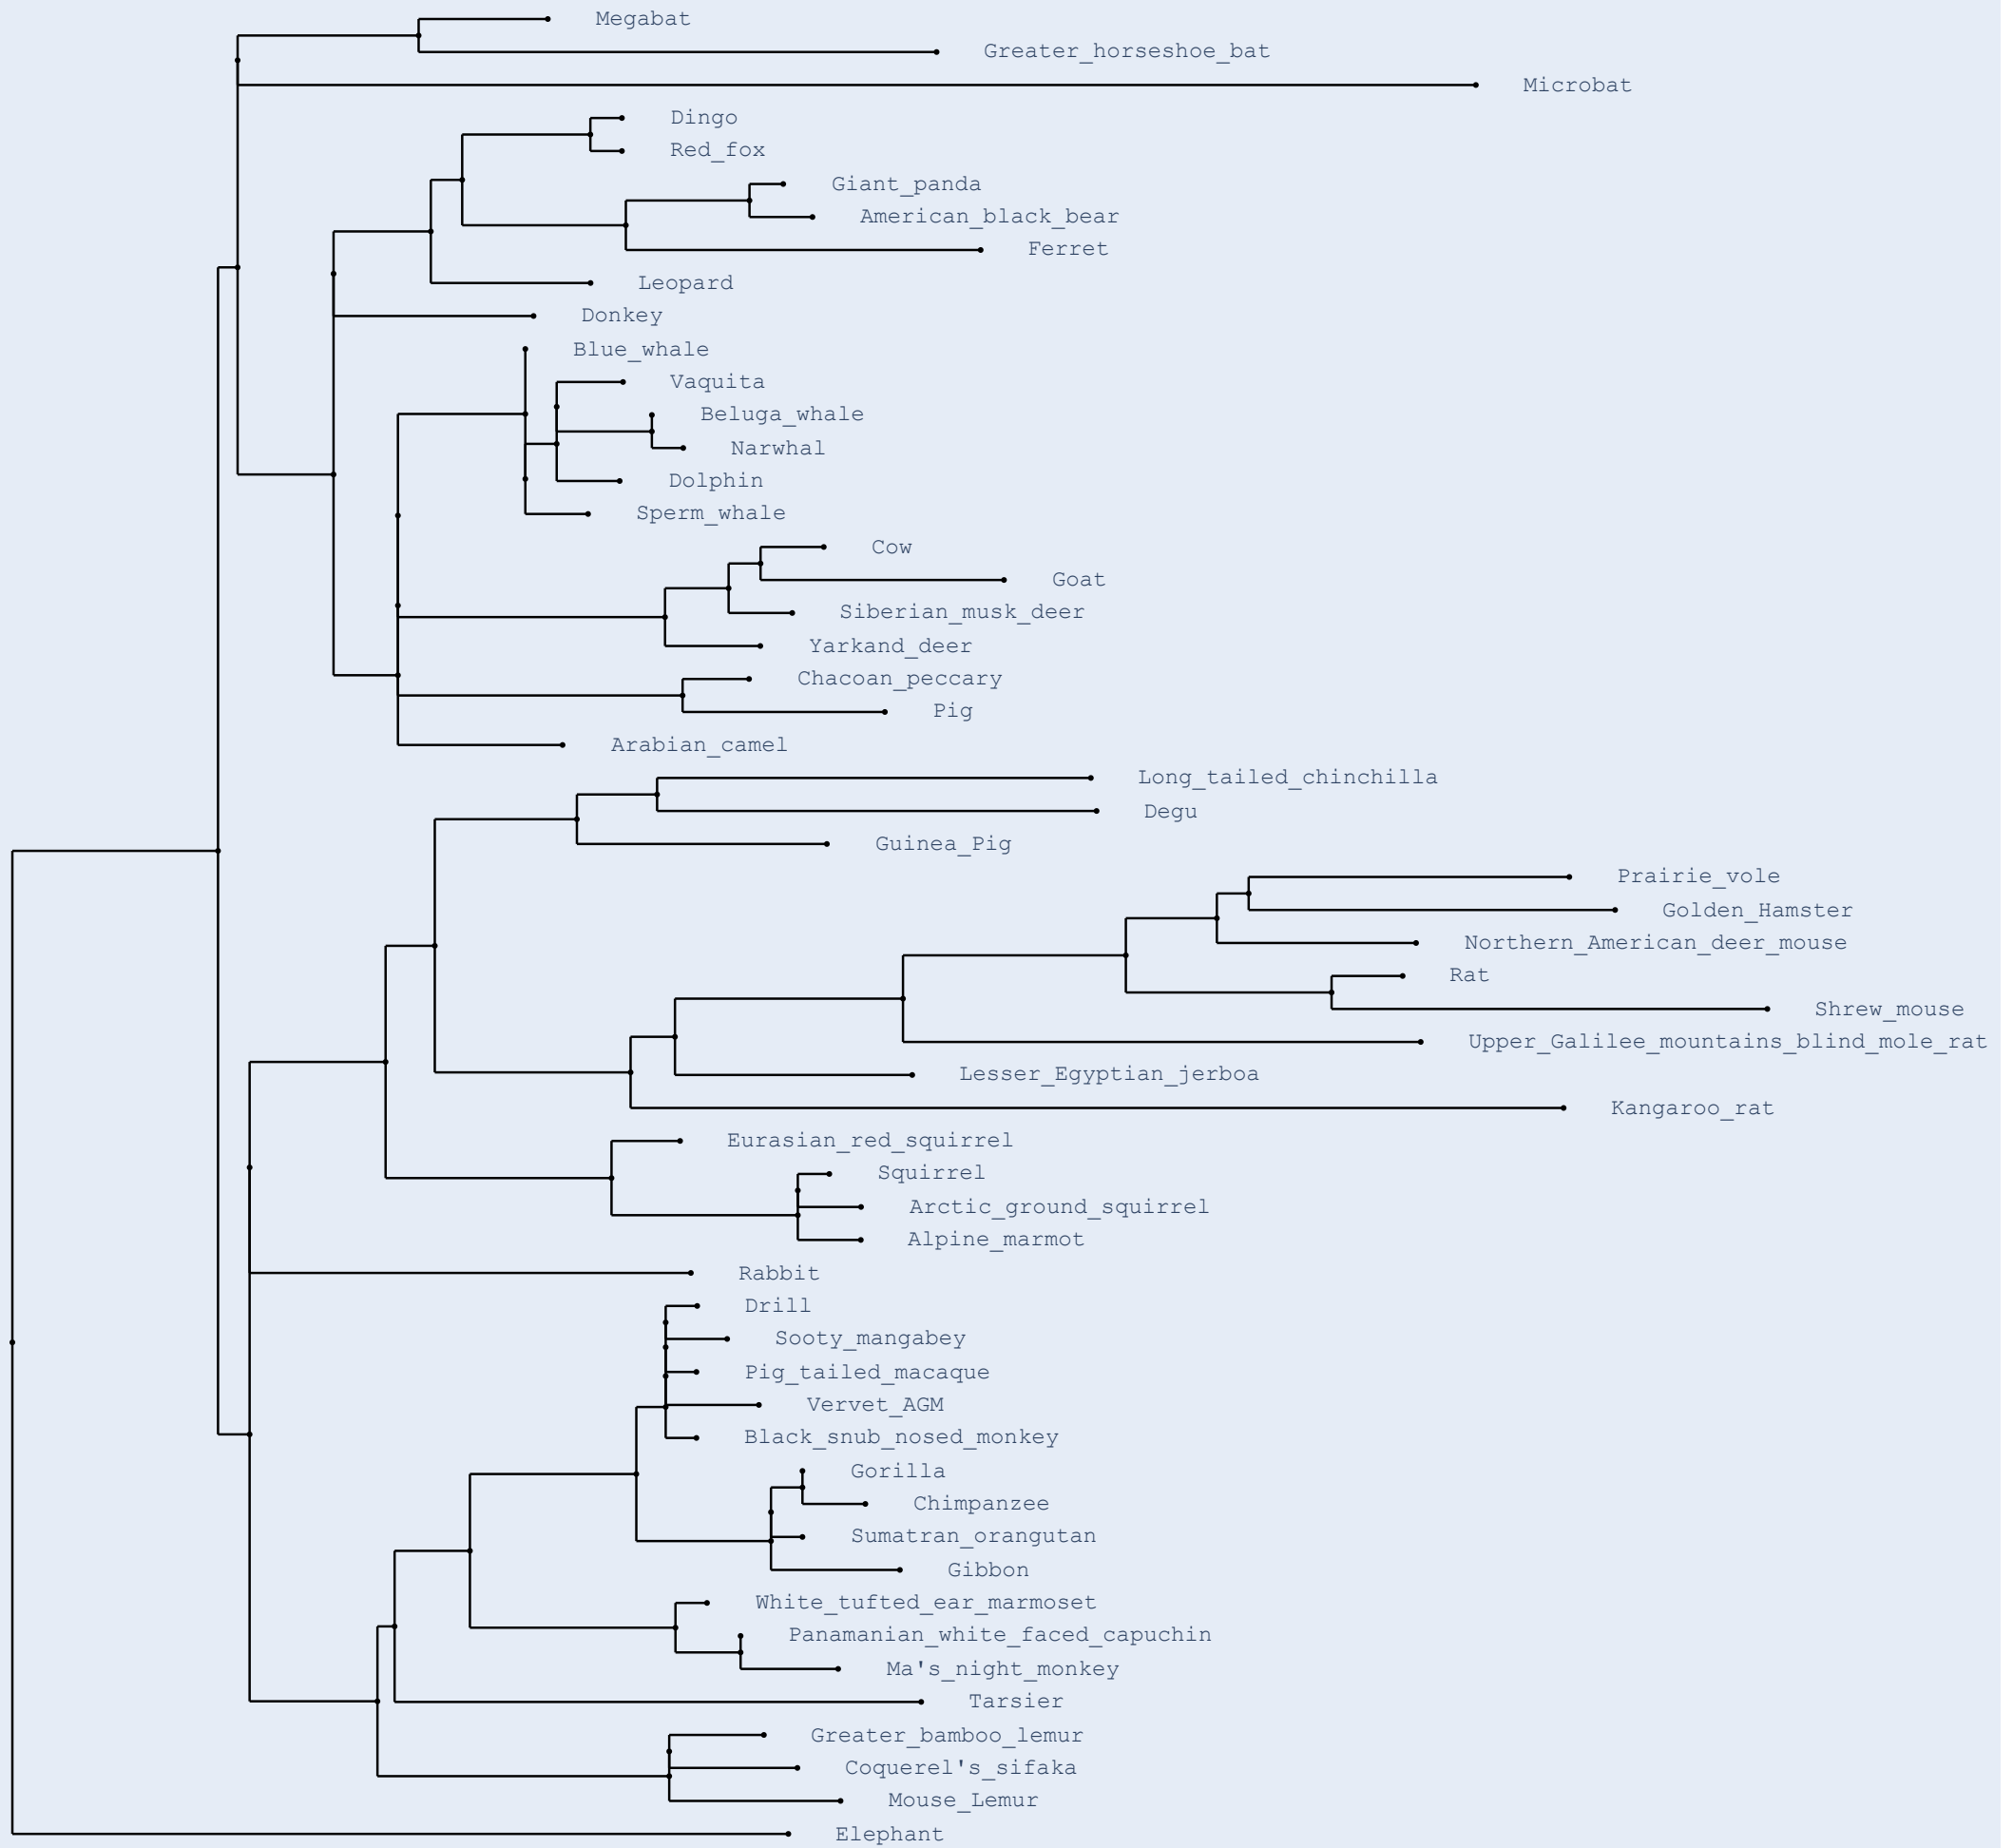 Megabat
Greater_horseshoe_bat
Microbat
Dingo
Red_fox
Giant_panda
American_black_bear
Ferret
Leopard
Donkey
Blue_whale
Vaquita
Beluga_whale
Narwhal
Dolphin
Sperm_whale
Cow
Goat
Siberian_musk_deer
Yarkand_deer
Chacoan_peccary
Pig
Arabian_camel
Long_tailed_chinchilla
Degu
Guinea_Pig
Prairie_vole
Golden_Hamster
Northern_American_deer_mouse
Rat
Shrew_mouse
Upper_Galilee_mountains_blind_mole_rat
Lesser_Egyptian_jerboa
Kangaroo_rat
Eurasian_red_squirrel
Squirrel
Arctic_ground_squirrel
Alpine_marmot
Rabbit
Drill
Sooty_mangabey
Pig_tailed_macaque
Vervet_AGM
Black_snub_nosed_monkey
Gorilla
Chimpanzee
Sumatran_orangutan
Gibbon
White_tufted_ear_marmoset
Panamanian_white_faced_capuchin
Ma's_night_monkey
Tarsier
Greater_bamboo_lemur
Coquerel's_sifaka
Mouse_Lemur
Elephant